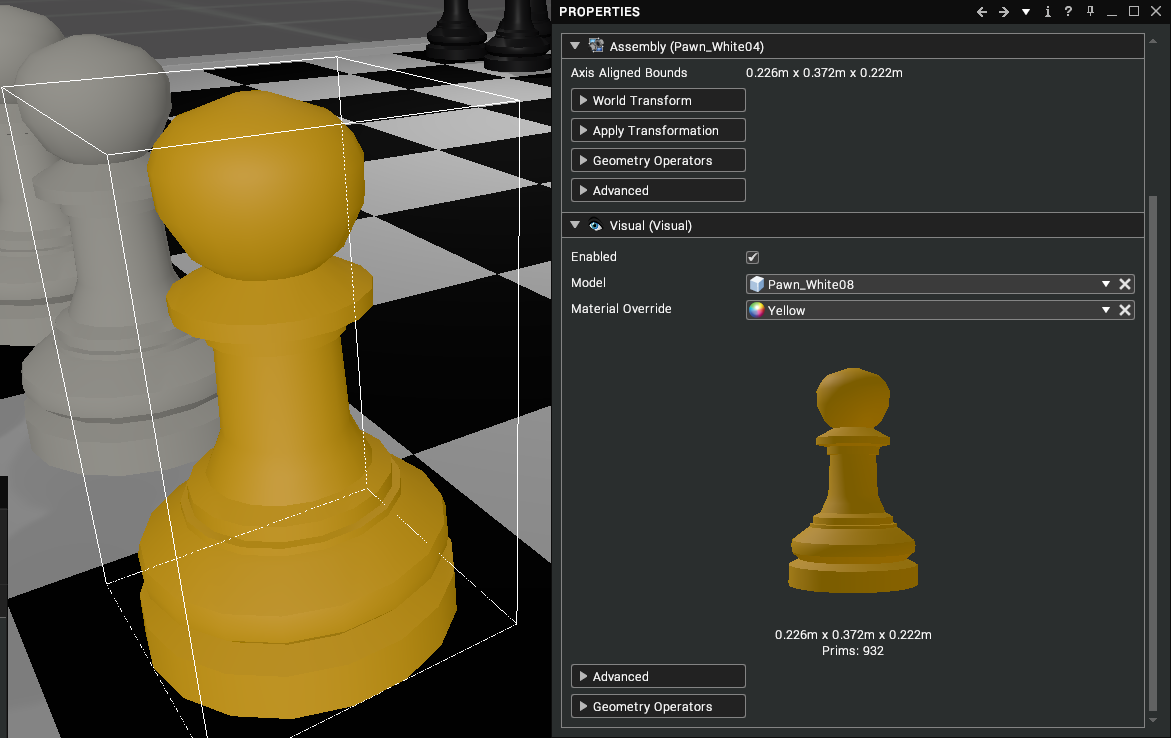 PROPERTIES
Assembly (Pawn_White04)
Axis Aligned Bounds 0.226m x 0.372m x 0.222m
World Transform
Apply Transformation
Geometry Operators
Advanced
Visual (Visual)
Enabled
Model Pawn_White08
Material Override Yellow
0.226m x 0.372m x 0.222m
Prims: 932
Advanced
Geometry Operators